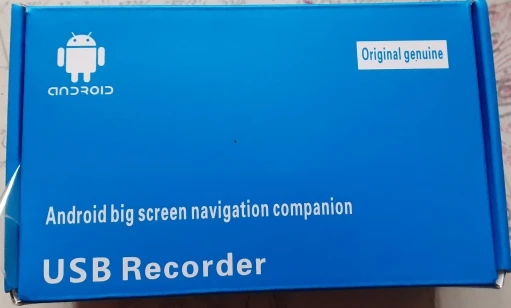 Original genuine
ANDROID
Android big screen navigation companion
USB Recorder